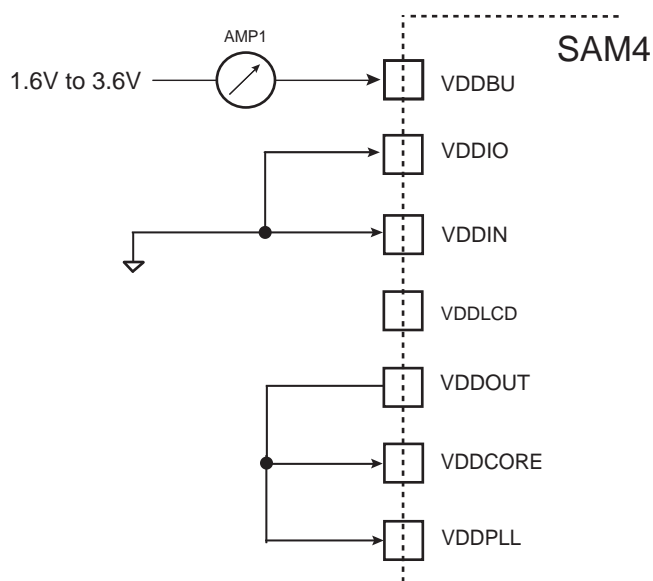 SAM4
AMP1
1.6V to 3.6V
VDDBU
VDDIO
VDDIN
VDDLCD
VDDOUT
VDDCORE
VDDPLL